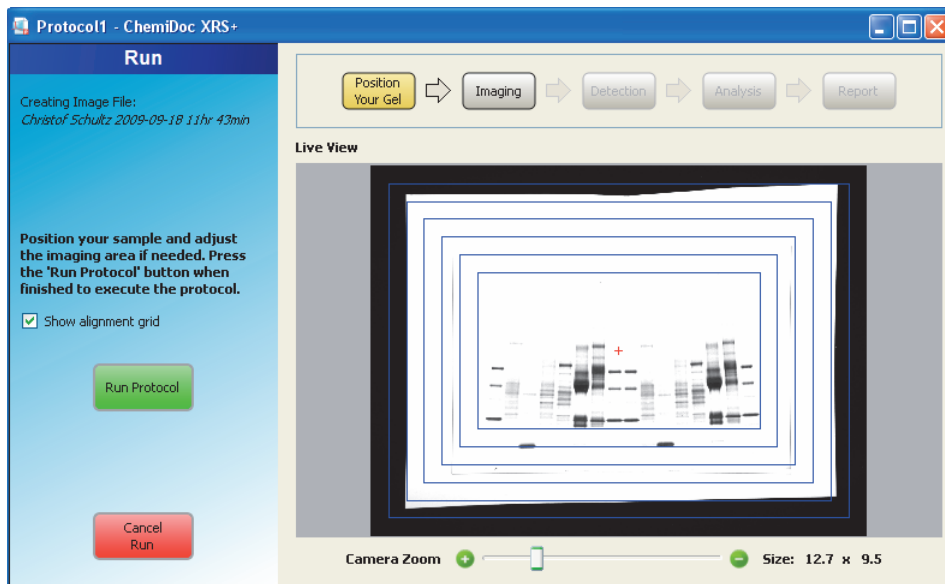 Protocol1 - ChemiDoc XRS+
Run
Creating Image File:
Christof Schultz 2009-09-18 11hr 43min
Position your sample and adjust
the imaging area if needed. Press
the 'Run Protocol' button when
finished to execute the protocol.
Show alignment grid
Run Protocol
Cancel
Run
Position
Your Gel
Imaging
Detection
Analysis
Report
Live View
Camera Zoom
Size: 12.7 x 9.5